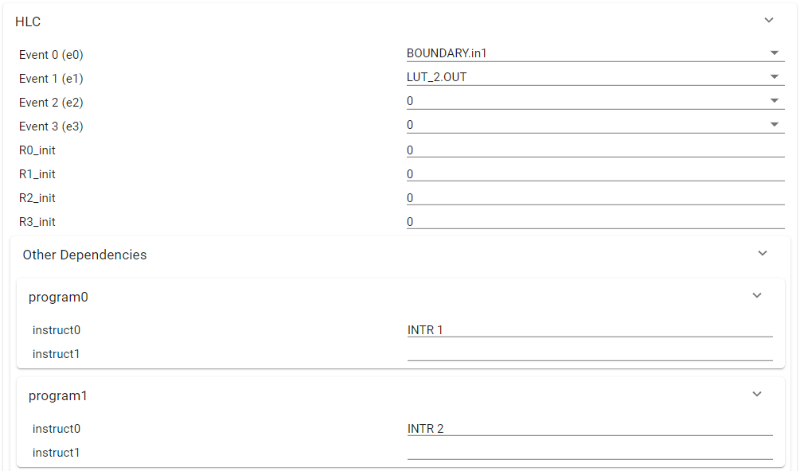 HLC
Event 0 (e0) BOUNDARY.in1
Event 1 (e1) LUT_2.OUT
Event 2 (e2) 0
Event 3 (e3) 0
R0_init 0
R1_init 0
R2_init 0
R3_init 0
Other Dependencies
program0
instruct0 INTR 1
instruct1
program1
instruct0 INTR 2
instruct1